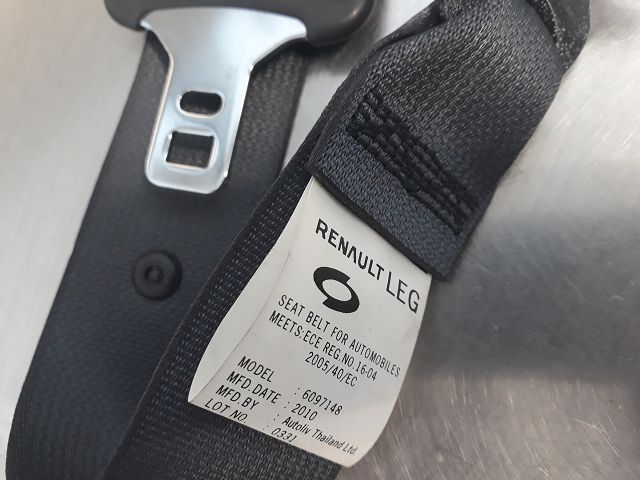 RENAULT LEG
SEAT BELT FOR AUTOMOBILES
MEETS:ECE REG.NO.16-04
2005/40/EC
MODEL : 6097148
MFD.DATE : 2010
MFD.BY : Autoliv Thailand Ltd.
LOT NO. : 0331